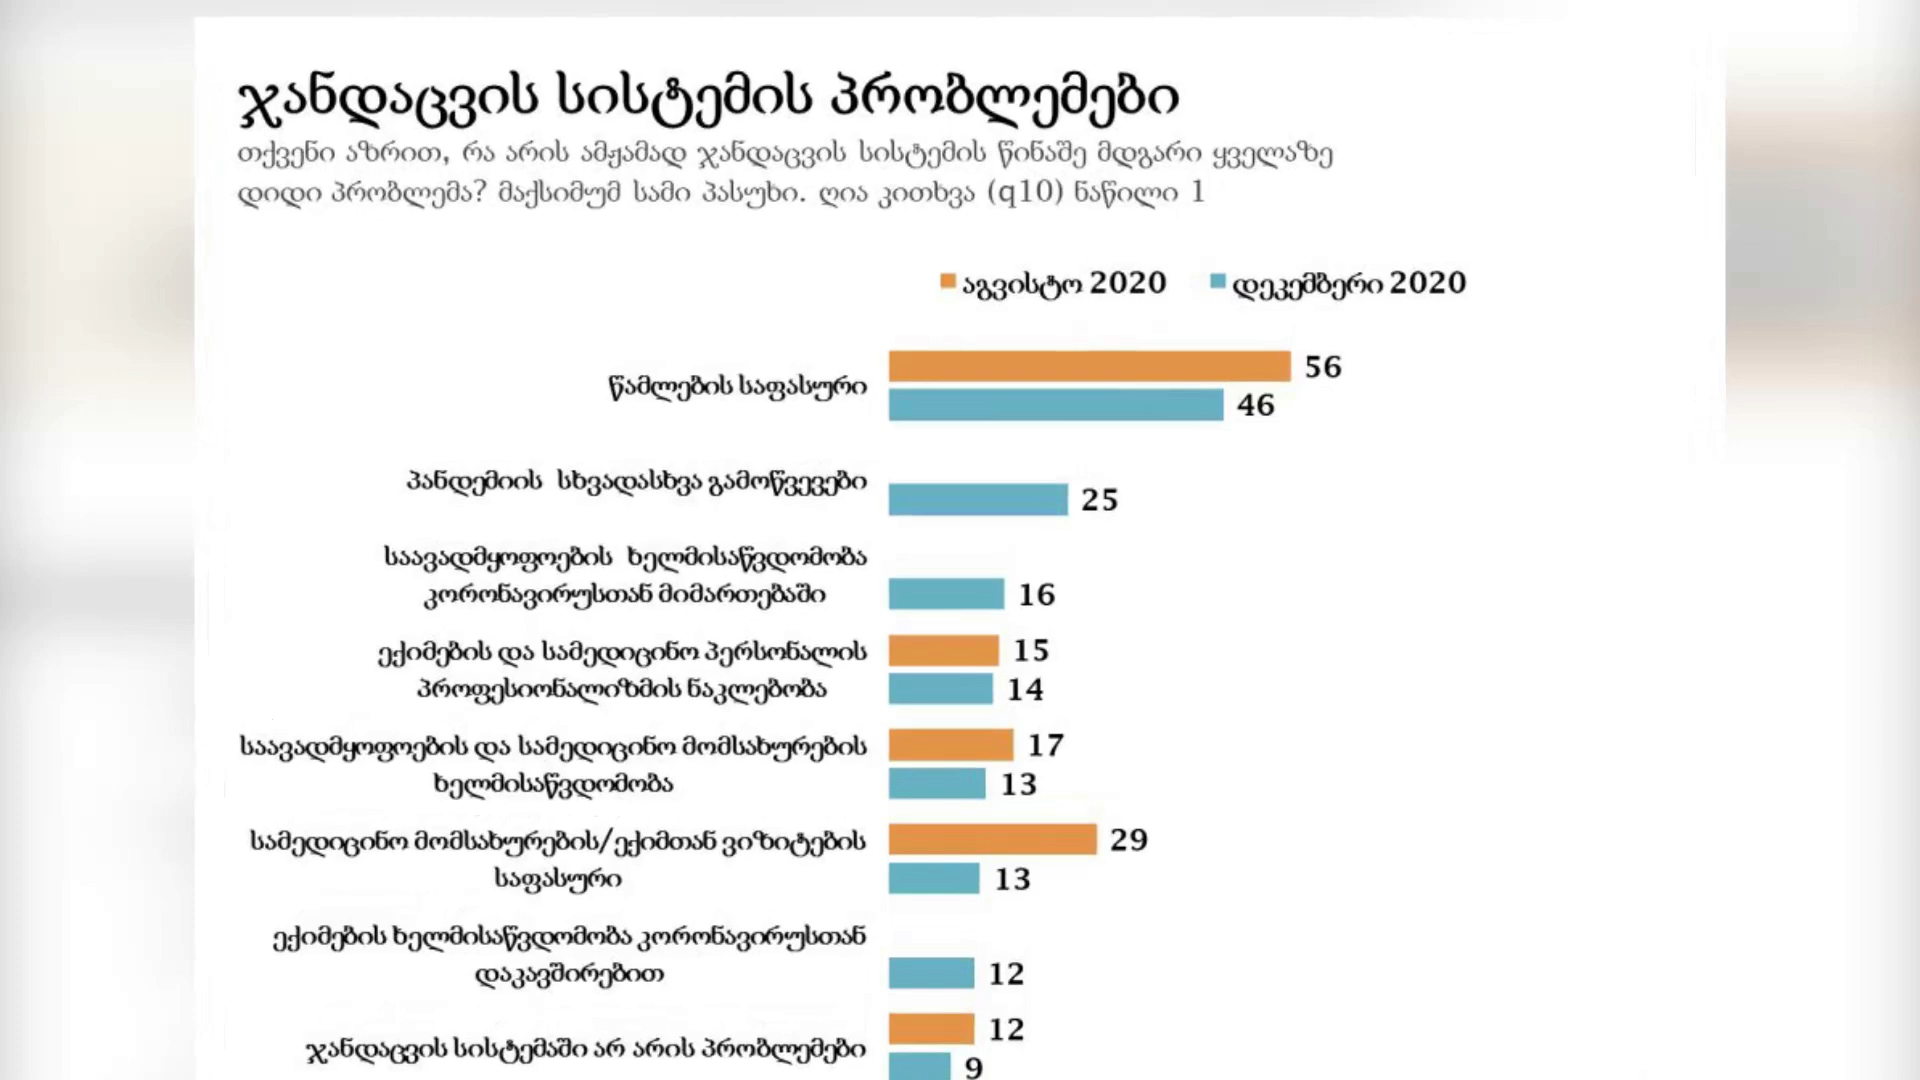 ჯანდაცვის სისტემის პრობლემები
თქვენი აზრით, რა არის ამჟამად ჯანდაცვის სისტემის წინაშე მდგარი ყველაზე
დიდი პრობლემა? მაქსიმუმ სამი პასუხი. ღია კითხვა (q10) ნაწილი 1
აგვისტო 2020 დეკემბერი 2020
წამლების საფასური
56
46
პანდემიის სხვადასხვა გამოწვევები
25
საავადმყოფოების ხელმისაწვდომობა
კორონავირუსთან მიმართებაში
16
ექიმების და სამედიცინო პერსონალის
პროფესიონალიზმის ნაკლებობა
15
14
საავადმყოფოების და სამედიცინო მომსახურების
ხელმისაწვდომობა
17
13
სამედიცინო მომსახურების/ექიმთან ვიზიტების
საფასური
29
13
ექიმების ხელმისაწვდომობა კორონავირუსთან
დაკავშირებით
12
ჯანდაცვის სისტემაში არ არის პრობლემები
12
9